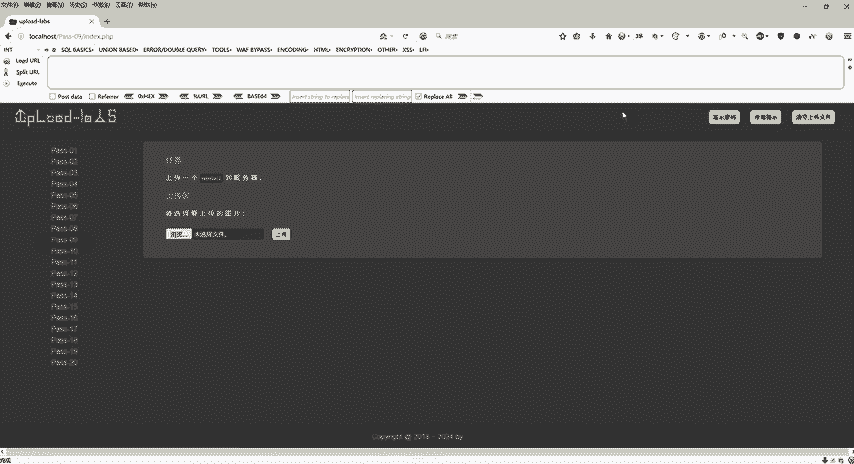 文件(F) 编辑(E) 查看(V) 历史(S) 书签(B) 工具(T) 帮助(H)
upload-labs
localhost/Pass-09/index.php
搜索
INT SQL BASICS UNION BASED ERROR/DOUBLE QUERY TOOLS WAF BYPASS ENCODING HTML ENCRYPTION OTHER XSS LFI
Load URL
Split URL
Execute
Post data Referrer 0xHEX %URL BASE64 Insert string to replace Insert replacing string Replace All
UpLoad-labs
显示源码 查看提示 清空上传文件
Pass-01
Pass-02
Pass-03
Pass-04
Pass-05
Pass-06
Pass-07
Pass-08
Pass-09
Pass-10
Pass-11
Pass-12
Pass-13
Pass-14
Pass-15
Pass-16
Pass-17
Pass-18
Pass-19
Pass-20
任务
上传一个 webshell 到服务器。
上传区
请选择要上传的图片：
浏览... 未选择文件。 上传